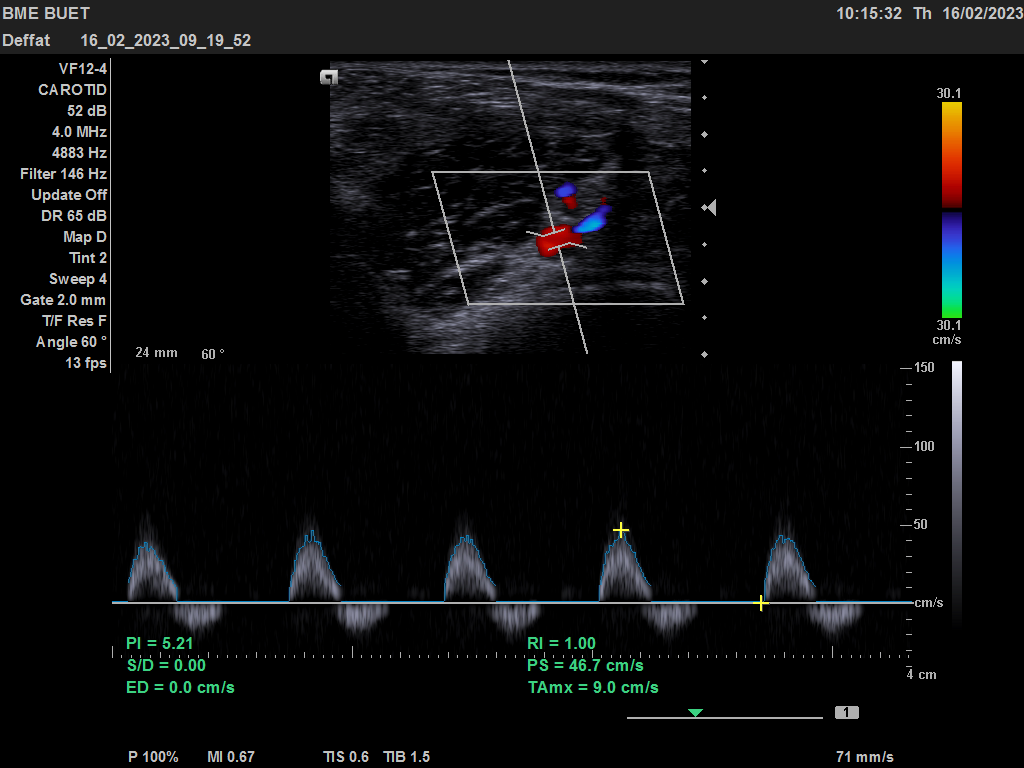 BME BUET
10:15:32 Th 16/02/2023
Deffat 16_02_2023_09_19_52
VF12-4
CAROTID
52 dB
4.0 MHz
4883 Hz
Filter 146 Hz
Update Off
DR 65 dB
Map D
Tint 2
Sweep 4
Gate 2.0 mm
T/F Res F
Angle 60 °
13 fps
24 mm 60 °
30.1
30.1
cm/s
150
100
50
cm/s
4 cm
PI = 5.21
S/D = 0.00
ED = 0.0 cm/s
RI = 1.00
PS = 46.7 cm/s
TAmx = 9.0 cm/s
1
P 100% MI 0.67 TIS 0.6 TIB 1.5 71 mm/s